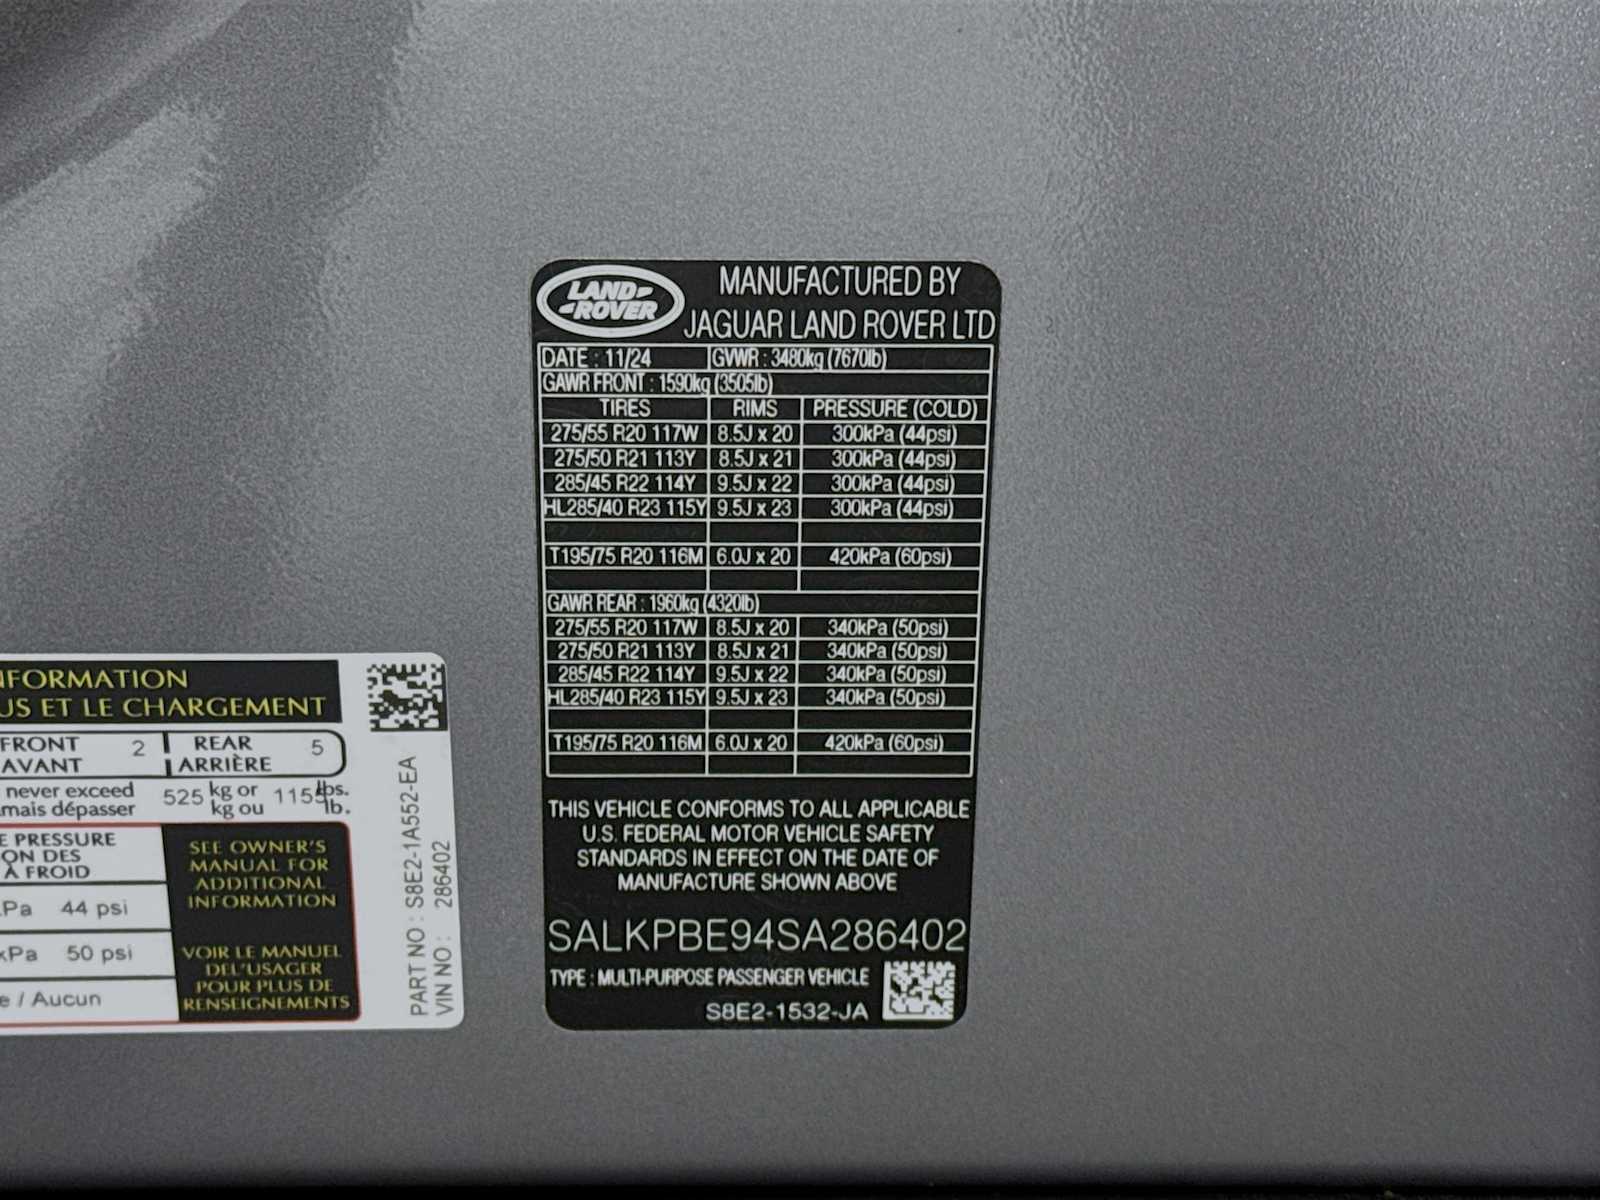 LAND
ROVER
MANUFACTURED BY
JAGUAR LAND ROVER LTD
DATE : 11/24 GVWR : 3480kg (7670lb)
GAWR FRONT : 1590kg (3505lb)
TIRES RIMS PRESSURE (COLD)
275/55 R20 117W 8.5J x 20 300kPa (44psi)
275/50 R21 113Y 8.5J x 21 300kPa (44psi)
285/45 R22 114Y 9.5J x 22 300kPa (44psi)
HL285/40 R23 115Y 9.5J x 23 300kPa (44psi)
T195/75 R20 116M 6.0J x 20 420kPa (60psi)
GAWR REAR : 1960kg (4320lb)
275/55 R20 117W 8.5J x 20 340kPa (50psi)
275/50 R21 113Y 8.5J x 21 340kPa (50psi)
285/45 R22 114Y 9.5J x 22 340kPa (50psi)
HL285/40 R23 115Y 9.5J x 23 340kPa (50psi)
T195/75 R20 116M 6.0J x 20 420kPa (60psi)
THIS VEHICLE CONFORMS TO ALL APPLICABLE
U.S. FEDERAL MOTOR VEHICLE SAFETY
STANDARDS IN EFFECT ON THE DATE OF
MANUFACTURE SHOWN ABOVE
SALKPBE94SA286402
TYPE : MULTI-PURPOSE PASSENGER VEHICLE
S8E2-1532-JA
NFORMATION
US ET LE CHARGEMENT
FRONT 2 REAR 5
AVANT ARRIÈRE
never exceed 525 kg or 1155 lbs.
mais dépasser kg ou lb.
E PRESSURE
ON DES
À FROID
Pa 44 psi
kPa 50 psi
e / Aucun
SEE OWNER'S
MANUAL FOR
ADDITIONAL
INFORMATION
VOIR LE MANUEL
DEL'USAGER
POUR PLUS DE
RENSEIGNEMENTS
PART NO : S8E2-1A552-EA
VIN NO : 286402